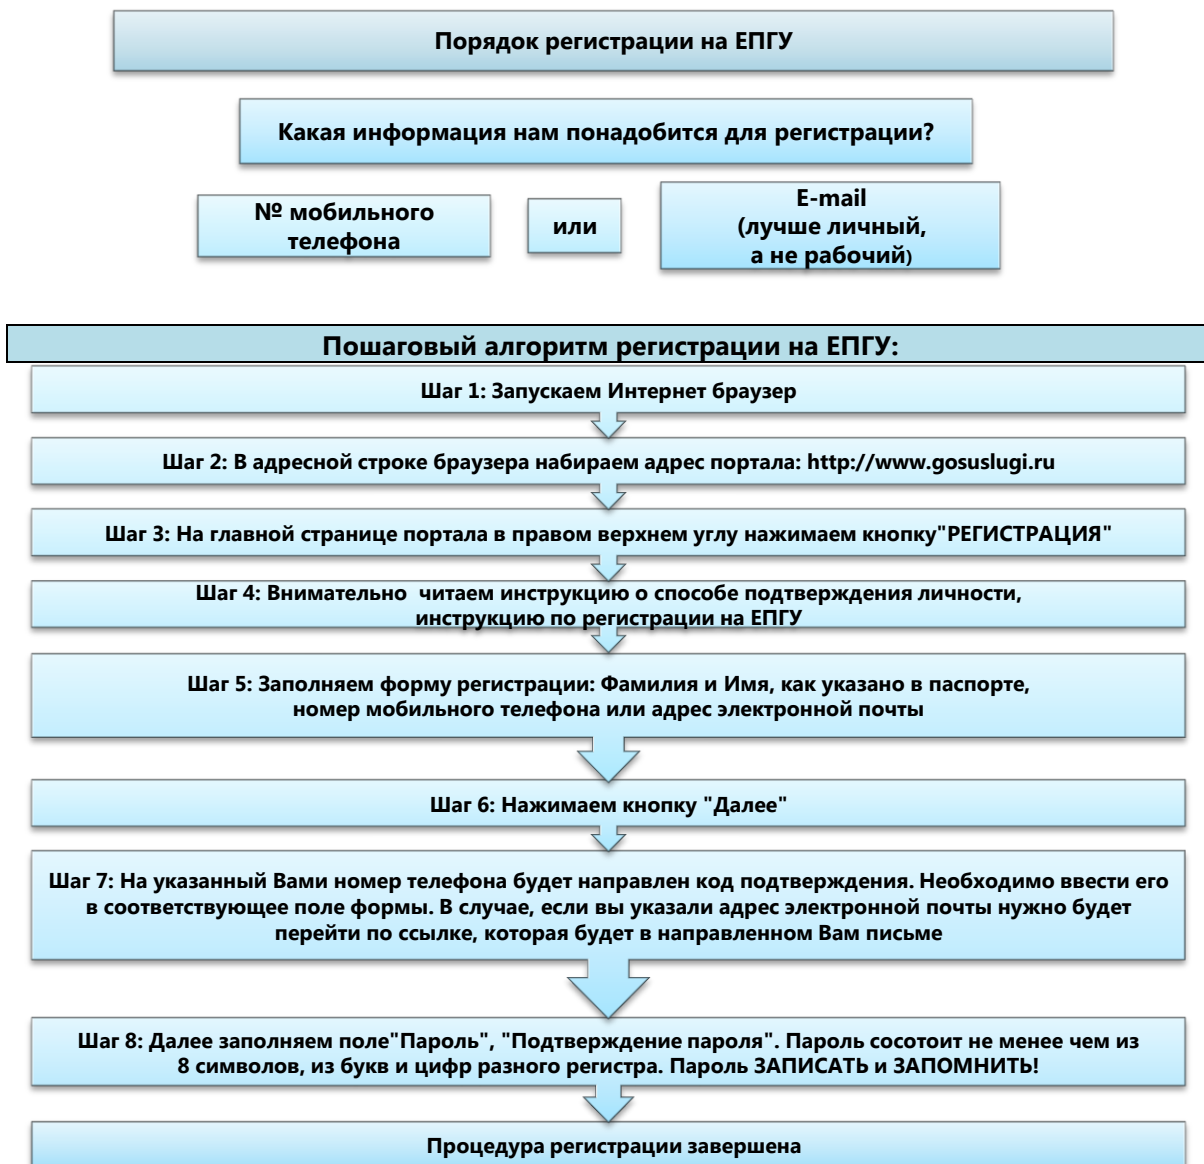 Порядок регистрации на ЕПГУ
Какая информация нам понадобится для регистрации?
№ мобильного
телефона
или
E-mail
(лучше личный,
а не рабочий)
Пошаговый алгоритм регистрации на ЕПГУ:
Шаг 1: Запускаем Интернет браузер
Шаг 2: В адресной строке браузера набираем адрес портала: http://www.gosuslugi.ru
Шаг 3: На главной странице портала в правом верхнем углу нажимаем кнопку"РЕГИСТРАЦИЯ"
Шаг 4: Внимательно  читаем инструкцию о способе подтверждения личности,
инструкцию по регистрации на ЕПГУ
Шаг 5: Заполняем форму регистрации: Фамилия и Имя, как указано в паспорте,
номер мобильного телефона или адрес электронной почты
Шаг 6: Нажимаем кнопку "Далее"
Шаг 7: На указанный Вами номер телефона будет направлен код подтверждения. Необходимо ввести его
в соответствующее поле формы. В случае, если вы указали адрес электронной почты нужно будет
перейти по ссылке, которая будет в направленном Вам письме
Шаг 8: Далее заполняем поле"Пароль", "Подтверждение пароля". Пароль сосотоит не менее чем из
8 символов, из букв и цифр разного регистра. Пароль ЗАПИСАТЬ и ЗАПОМНИТЬ!
Процедура регистрации завершена